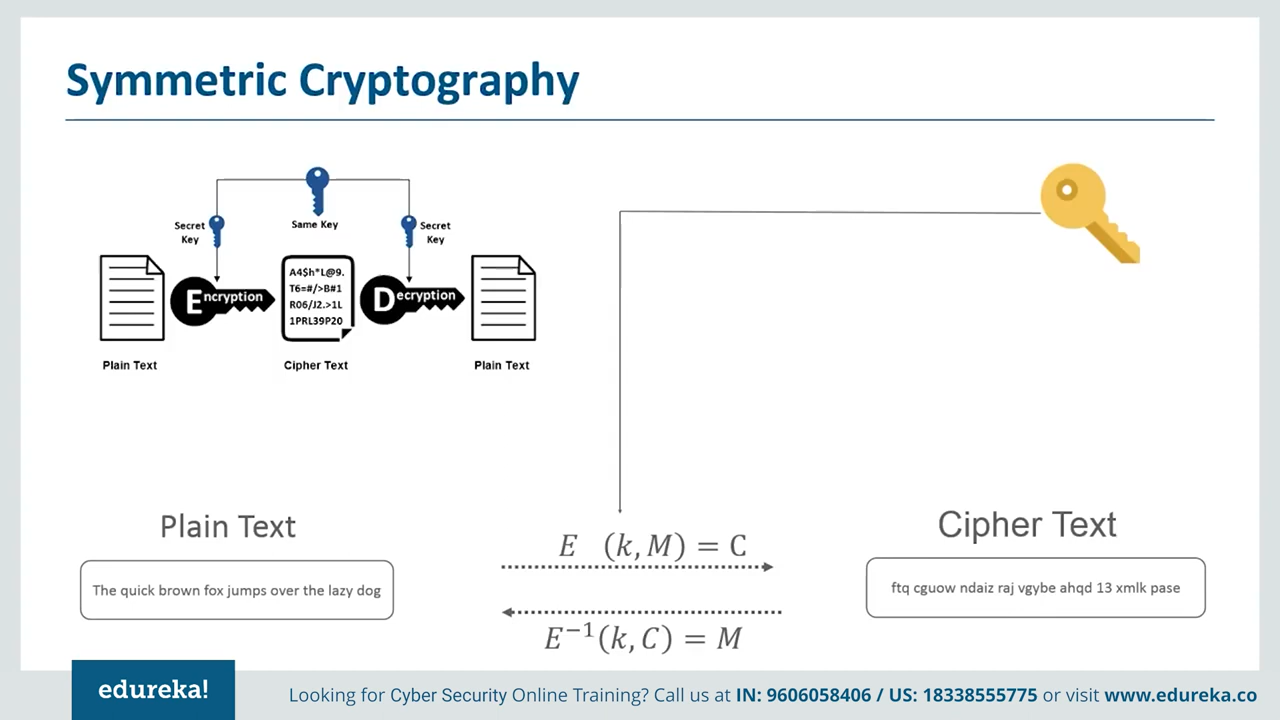 Symmetric Cryptography
Secret
Key
Same Key
Secret
Key
Encryption
A4$h*L@9.
T6=#/>B#1
R06/J2.>1L
1PRL39P20
Decryption
Plain Text
Cipher Text
Plain Text
Plain Text
The quick brown fox jumps over the lazy dog
E (k, M) = C
E⁻¹(k, C) = M
Cipher Text
ftq cguow ndaiz raj vgybe ahqd 13 xmlk pase
edureka!
Looking for Cyber Security Online Training? Call us at IN: 9606058406 / US: 18338555775 or visit www.edureka.co